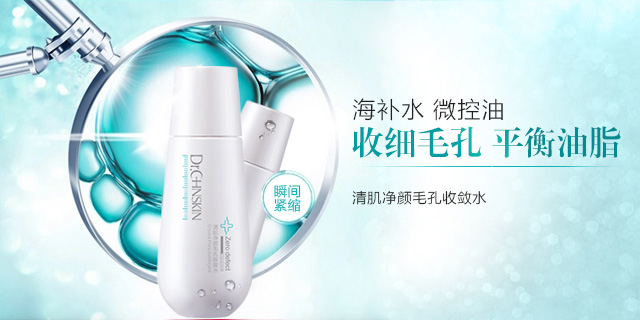 海补水 微控油
收细毛孔 平衡油脂
清肌净颜毛孔收敛水
瞬间
紧缩
Dr.CHNSKIN
Zero defect